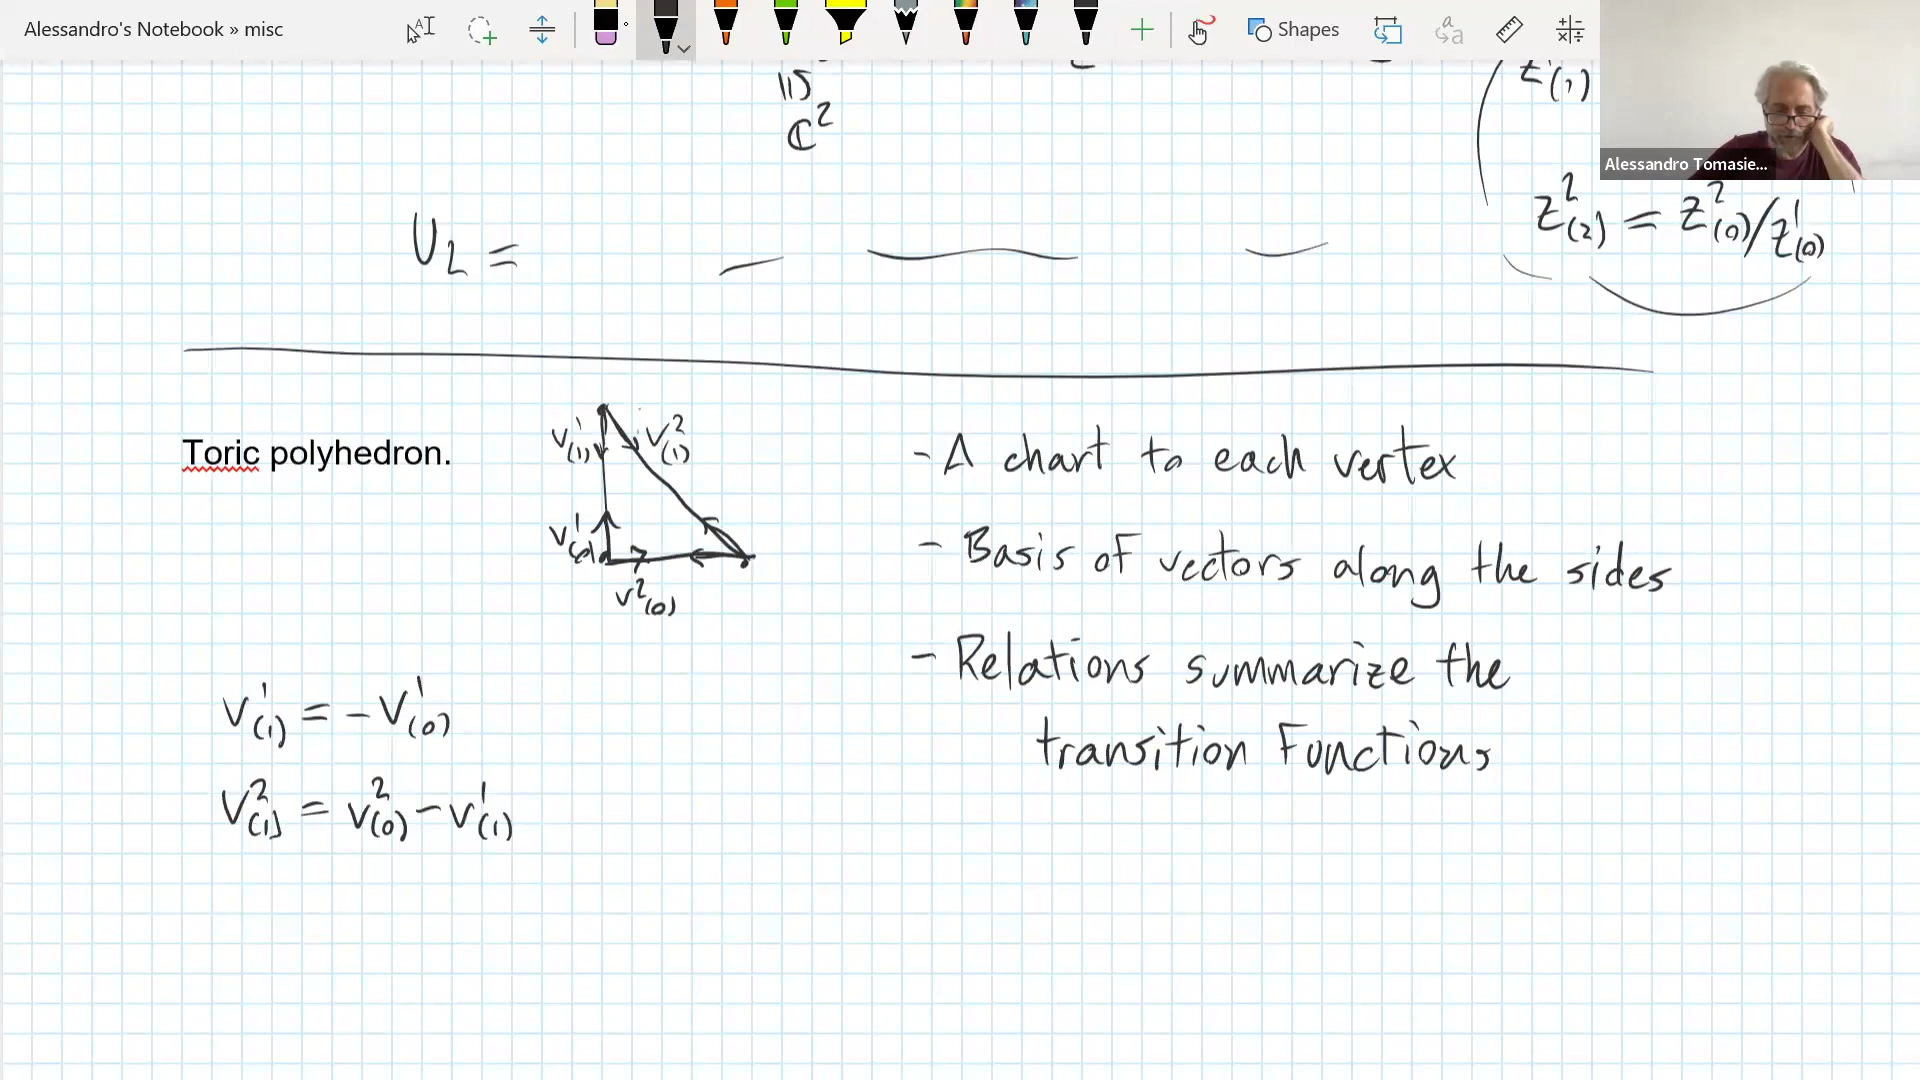 Alessandro's Notebook » misc
Shapes
Alessandro Tomasie...
z'(1)
ℂ²
U₂ =
z²(2) = z²(0)/z¹(0)
Toric polyhedron.
v¹(1)
v²(1)
v¹(0)
v²(0)
- A chart to each vertex
- Basis of vectors along the sides
- Relations summarize the
transition functions
v¹(1) = -v¹(0)
v²(1) = v²(0) - v¹(1)